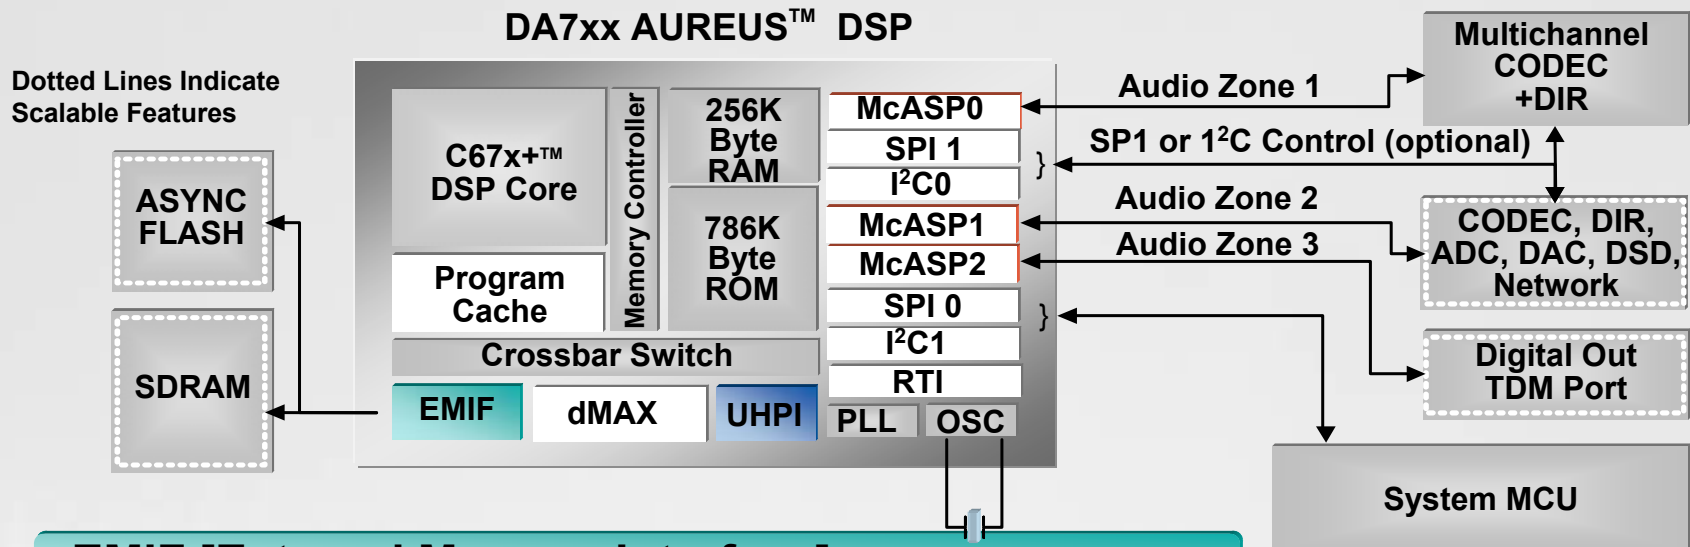 DA7xx AUREUS™ DSP
Dotted Lines Indicate
Scalable Features
ASYNC
FLASH
SDRAM
C67x+™
DSP Core
Program
Cache
Memory Controller
256K
Byte
RAM
786K
Byte
ROM
Crossbar Switch
EMIF
dMAX
UHPI
McASP0
SPI 1
I²C0
McASP1
McASP2
SPI 0
I²C1
RTI
PLL
OSC
}
}
Audio Zone 1
SP1 or 1²C Control (optional)
Audio Zone 2
Audio Zone 3
Multichannel
CODEC
+DIR
CODEC, DIR,
ADC, DAC, DSD,
Network
Digital Out
TDM Port
System MCU